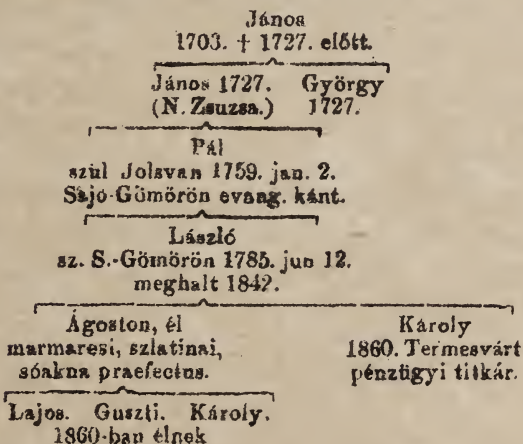 János
1703. † 1727. előtt.
János 1727. György
(N. Zsuzsa.) 1727.
Pál
szül Jolsvan 1759. jan. 2.
Sajo-Gömörön evang. kánt.
László
sz. S.-Gömörön 1785. jun 12.
meghalt 1842.
Ágoston, él
marmaresi, szlatinai,
sóakna praefectus.
Károly
1860. Termesvárt
pénzügyi titkár.
Lajos. Guszti. Károly.
1860-ban élnek